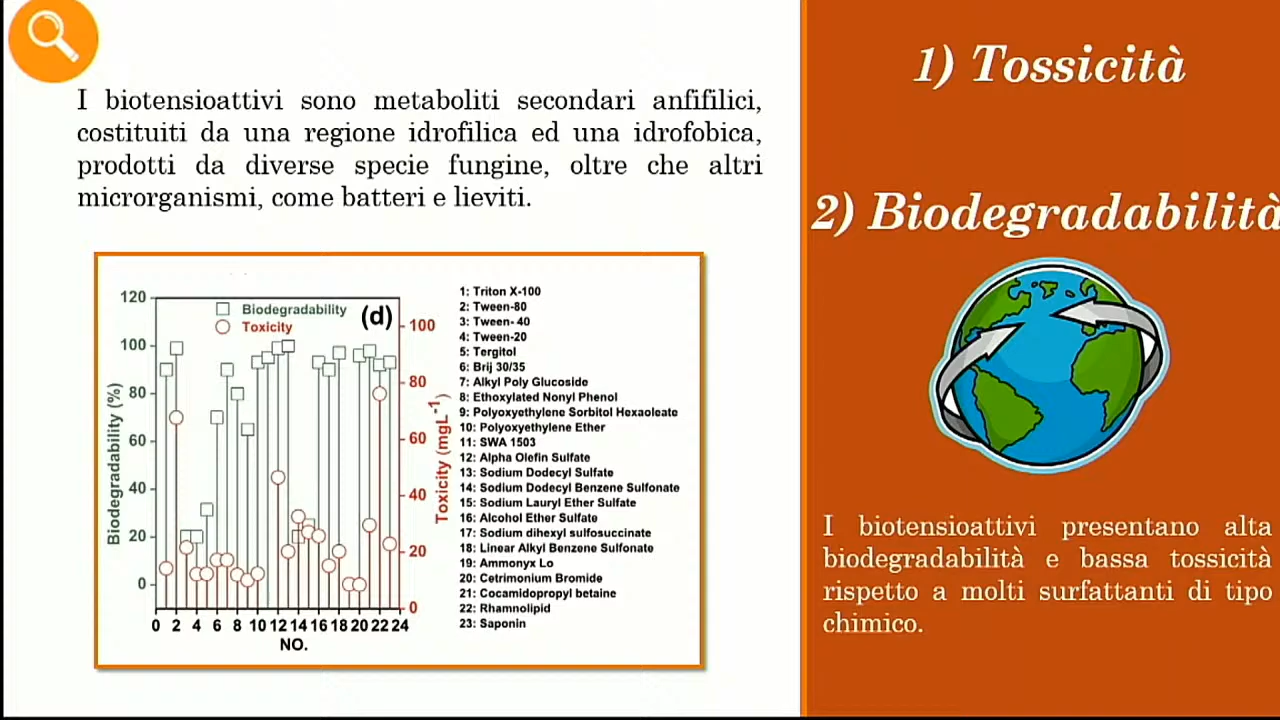 I biotensioattivi sono metaboliti secondari anfifilici,
costituiti da una regione idrofilica ed una idrofobica,
prodotti da diverse specie fungine, oltre che altri
microrganismi, come batteri e lieviti.
Biodegradability
Toxicity
(d)
120
100
80
60
40
20
0
Biodegradability (%)
100
80
60
40
20
0
Toxicity (mgL-1)
0 2 4 6 8 10 12 14 16 18 20 22 24
NO.
1: Triton X-100
2: Tween-80
3: Tween- 40
4: Tween-20
5: Tergitol
6: Brij 30/35
7: Alkyl Poly Glucoside
8: Ethoxylated Nonyl Phenol
9: Polyoxyethylene Sorbitol Hexaoleate
10: Polyoxyethylene Ether
11: SWA 1503
12: Alpha Olefin Sulfate
13: Sodium Dodecyl Sulfate
14: Sodium Dodecyl Benzene Sulfonate
15: Sodium Lauryl Ether Sulfate
16: Alcohol Ether Sulfate
17: Sodium dihexyl sulfosuccinate
18: Linear Alkyl Benzene Sulfonate
19: Ammonyx Lo
20: Cetrimonium Bromide
21: Cocamidopropyl betaine
22: Rhamnolipid
23: Saponin
1) Tossicità
2) Biodegradabilità
I biotensioattivi presentano alta
biodegradabilità e bassa tossicità
rispetto a molti surfattanti di tipo
chimico.